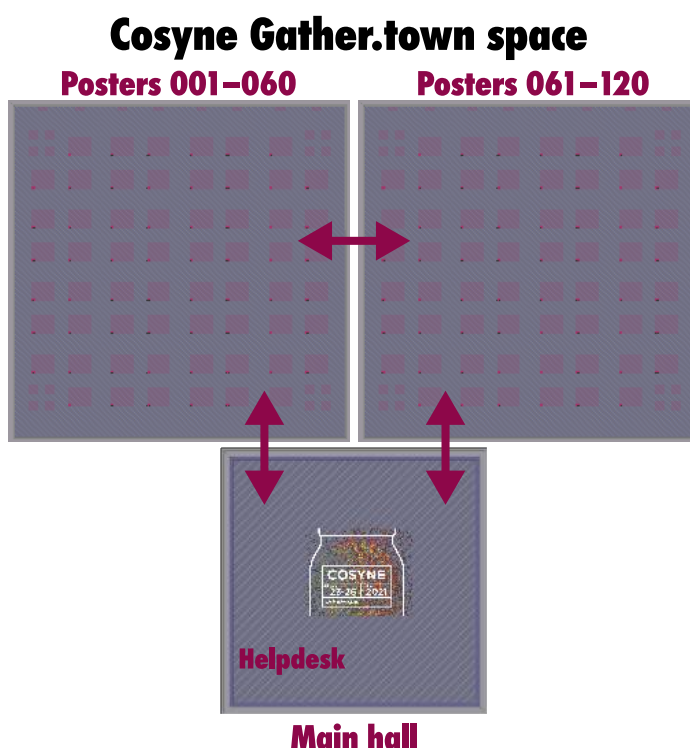 Cosyne Gather.town space
Posters 001–060
Posters 061–120
COSYNE
23-26 2021
Helpdesk
Main hall